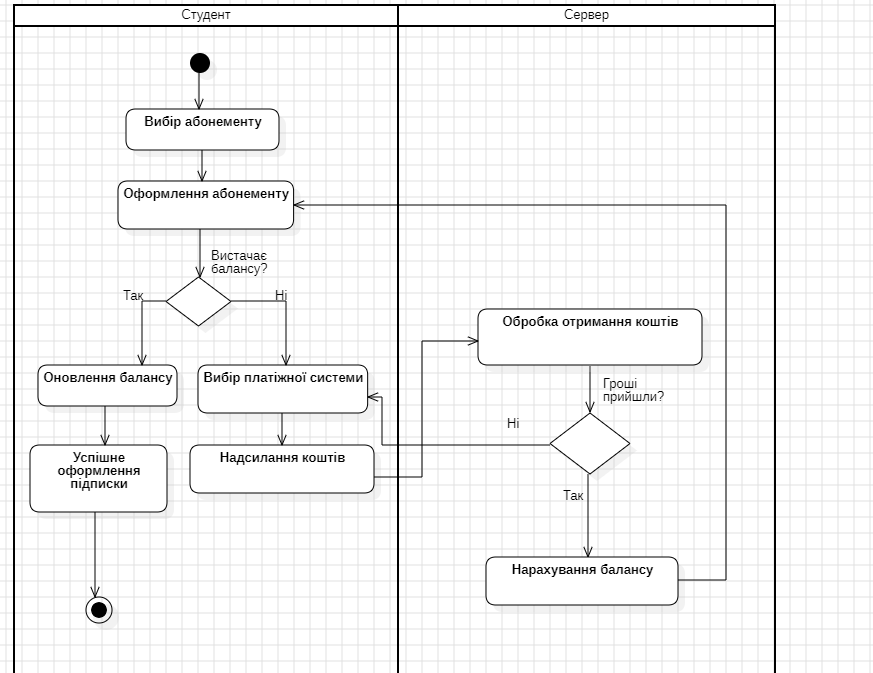 Студент
Сервер
Вибір абонементу
Оформлення абонементу
Вистачає
балансу?
Так
Ні
Обробка отримання коштів
Оновлення балансу
Вибір платіжної системи
Гроші
прийшли?
Ні
Успішне
оформлення
підписки
Надсилання коштів
Так
Нарахування балансу